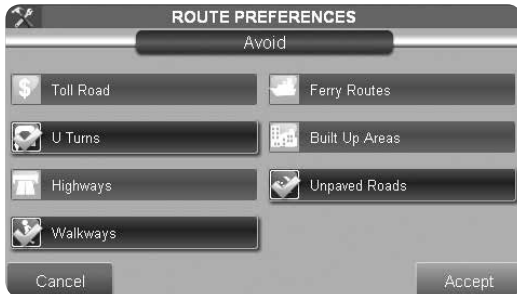 ROUTE PREFERENCES
Avoid
$ Toll Road
Ferry Routes
U Turns
Built Up Areas
Highways
Unpaved Roads
Walkways
Cancel
Accept